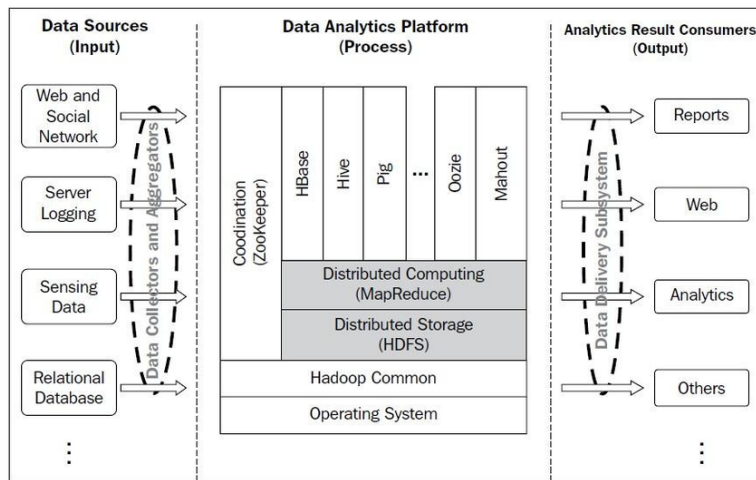 Data Sources
(Input)
Web and
Social
Network
Server
Logging
Sensing
Data
Relational
Database
⋮
Data Collectors and Aggregators
Data Analytics Platform
(Process)
Coodination
(ZooKeeper)
HBase
Hive
Pig
...
Oozie
Mahout
Distributed Computing
(MapReduce)
Distributed Storage
(HDFS)
Hadoop Common
Operating System
Analytics Result Consumers
(Output)
Data Delivery Subsystem
Reports
Web
Analytics
Others
⋮